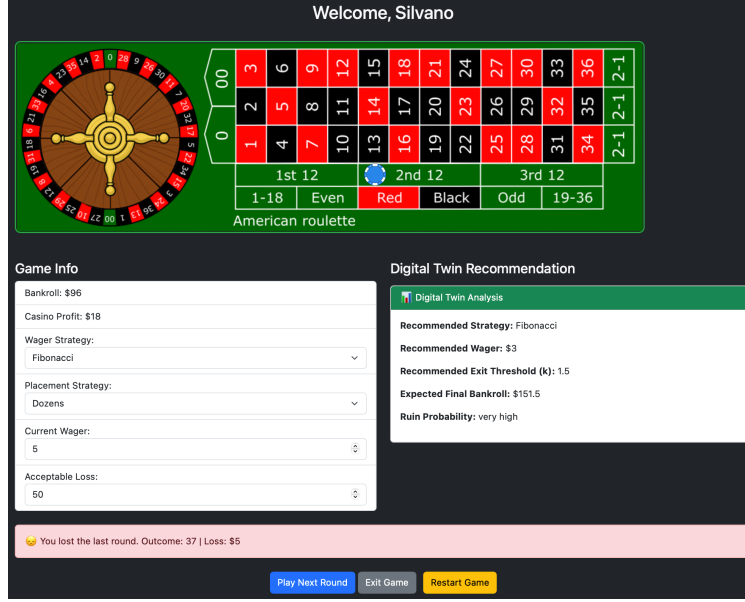 Welcome, Silvano
00 3 6 9 12 15 18 21 24 27 30 33 36 2-1
2 5 8 11 14 17 20 23 26 29 32 35 2-1
0 1 4 7 10 13 16 19 22 25 28 31 34 2-1
1st 12 2nd 12 3rd 12
1-18 Even Red Black Odd 19-36
American roulette
Game Info
Bankroll: $96
Casino Profit: $18
Wager Strategy:
Fibonacci
Placement Strategy:
Dozens
Current Wager:
5
Acceptable Loss:
50
Digital Twin Recommendation
Digital Twin Analysis
Recommended Strategy: Fibonacci
Recommended Wager: $3
Recommended Exit Threshold (k): 1.5
Expected Final Bankroll: $151.5
Ruin Probability: very high
You lost the last round. Outcome: 37 | Loss: $5
Play Next Round Exit Game Restart Game